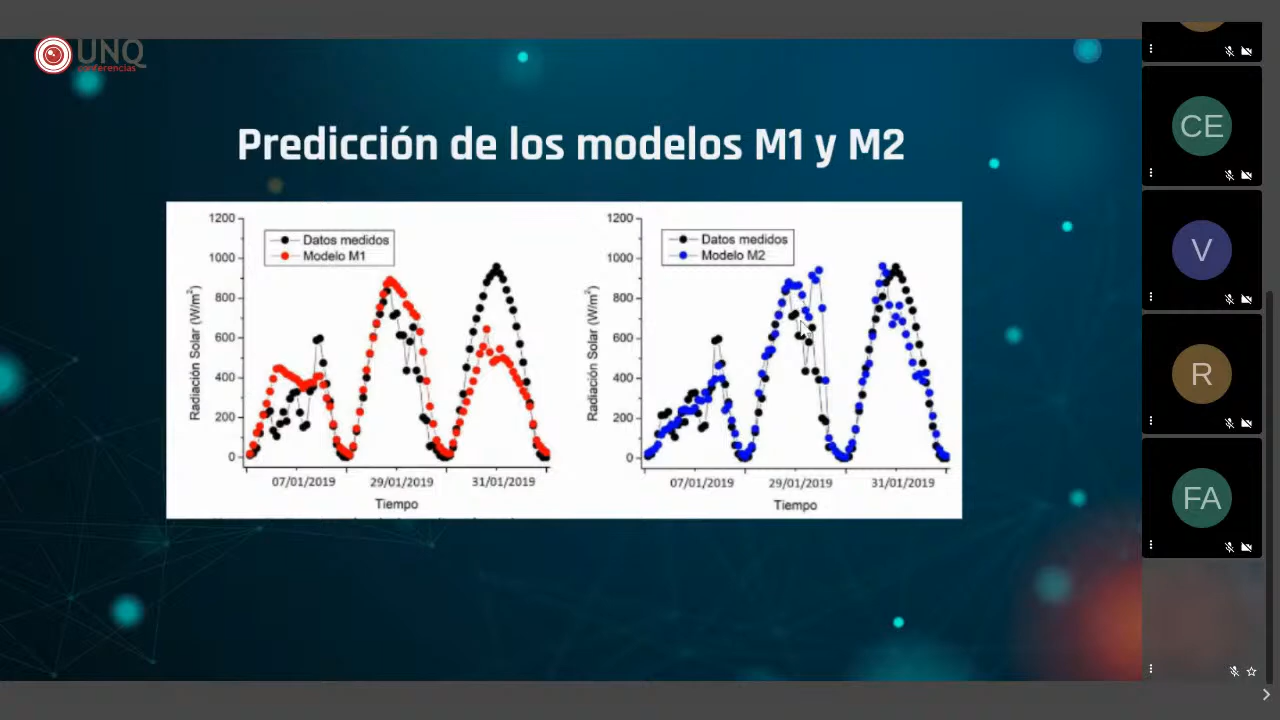 UNQ
conferencias
Predicción de los modelos M1 y M2
1200
1000
800
600
400
200
0
Radiación Solar (W/m²)
Datos medidos
Modelo M1
07/01/2019
29/01/2019
31/01/2019
Tiempo
1200
1000
800
600
400
200
0
Radiación Solar (W/m²)
Datos medidos
Modelo M2
07/01/2019
29/01/2019
31/01/2019
Tiempo
CE
V
R
FA